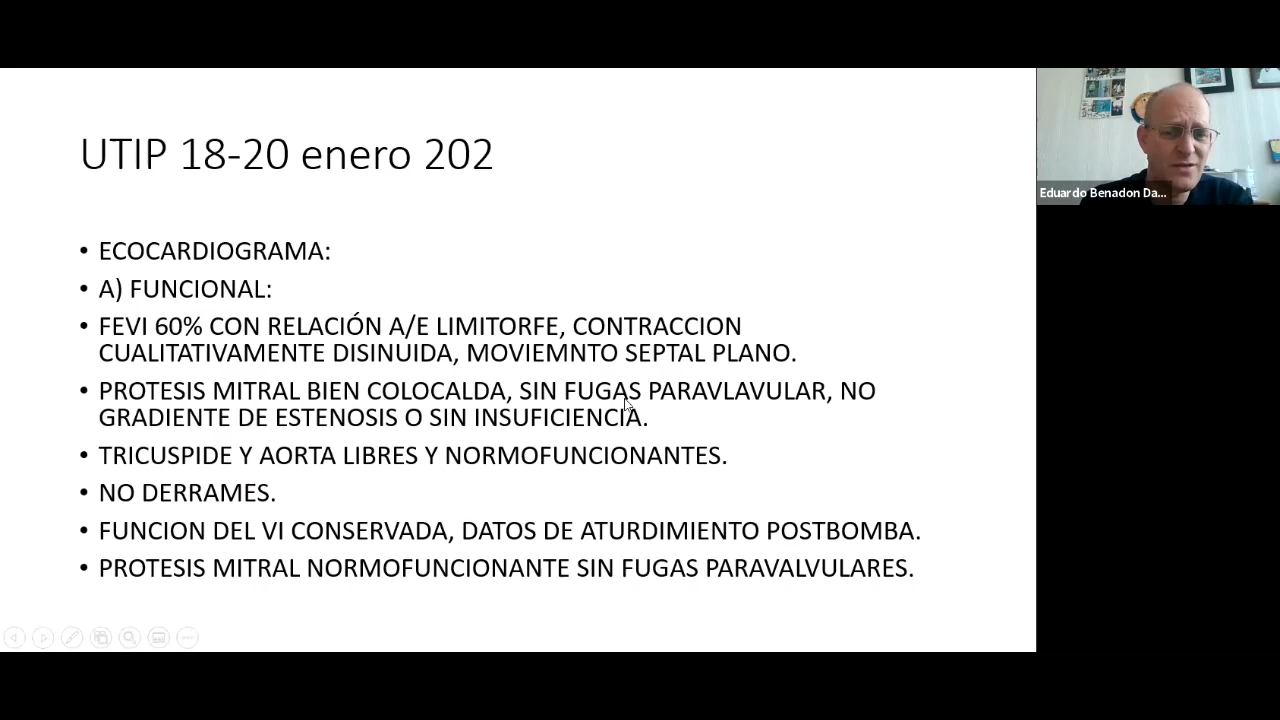 UTIP 18-20 enero 202
• ECOCARDIOGRAMA:
• A) FUNCIONAL:
• FEVI 60% CON RELACIÓN A/E LIMITORFE, CONTRACCION
CUALITATIVAMENTE DISINUIDA, MOVIEMNTO SEPTAL PLANO.
• PROTESIS MITRAL BIEN COLOCALDA, SIN FUGAS PARAVLAVULAR, NO
GRADIENTE DE ESTENOSIS O SIN INSUFICIENCIA.
• TRICUSPIDE Y AORTA LIBRES Y NORMOFUNCIONANTES.
• NO DERRAMES.
• FUNCION DEL VI CONSERVADA, DATOS DE ATURDIMIENTO POSTBOMBA.
• PROTESIS MITRAL NORMOFUNCIONANTE SIN FUGAS PARAVALVULARES.
Eduardo Benadon Da...